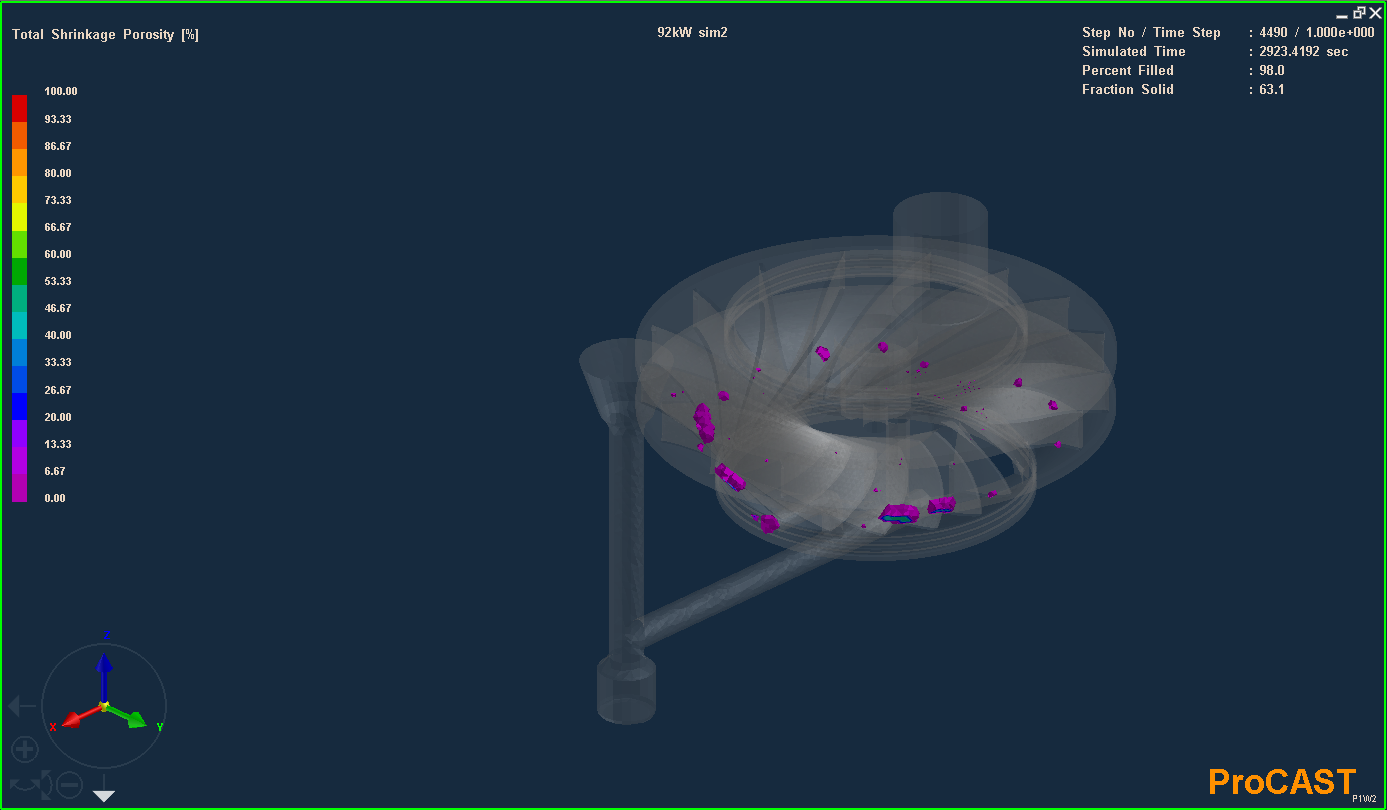 Total Shrinkage Porosity [%]
92kW sim2
Step No / Time Step : 4490 / 1.000e+000
Simulated Time : 2923.4192 sec
Percent Filled : 98.0
Fraction Solid : 63.1
100.00
93.33
86.67
80.00
73.33
66.67
60.00
53.33
46.67
40.00
33.33
26.67
20.00
13.33
6.67
0.00
Z
X
Y
ProCAST
P1W2